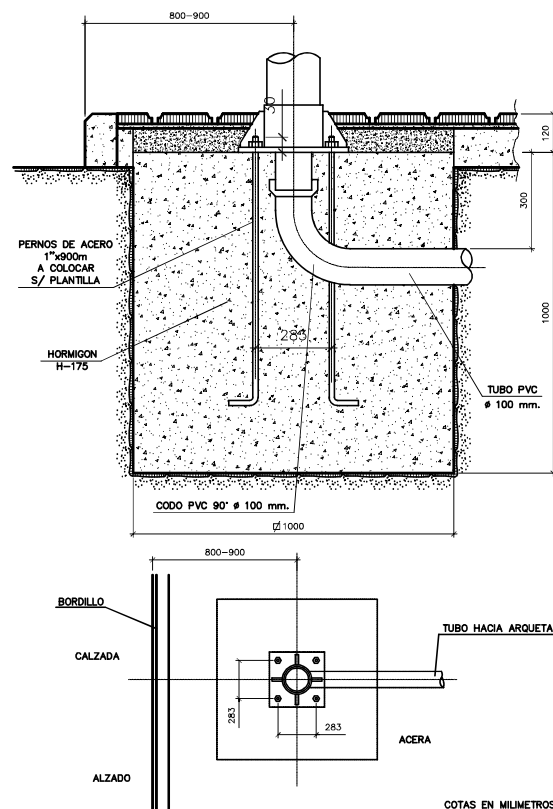 800-900
30
120
300
PERNOS DE ACERO
1"x900m
A COLOCAR
S/ PLANTILLA
283
1000
HORMIGON
H-175
TUBO PVC
ø 100 mm.
CODO PVC 90° ø 100 mm.
□ 1000
800-900
BORDILLO
TUBO HACIA ARQUETA
CALZADA
283
283
ACERA
ALZADO
COTAS EN MILIMETROS